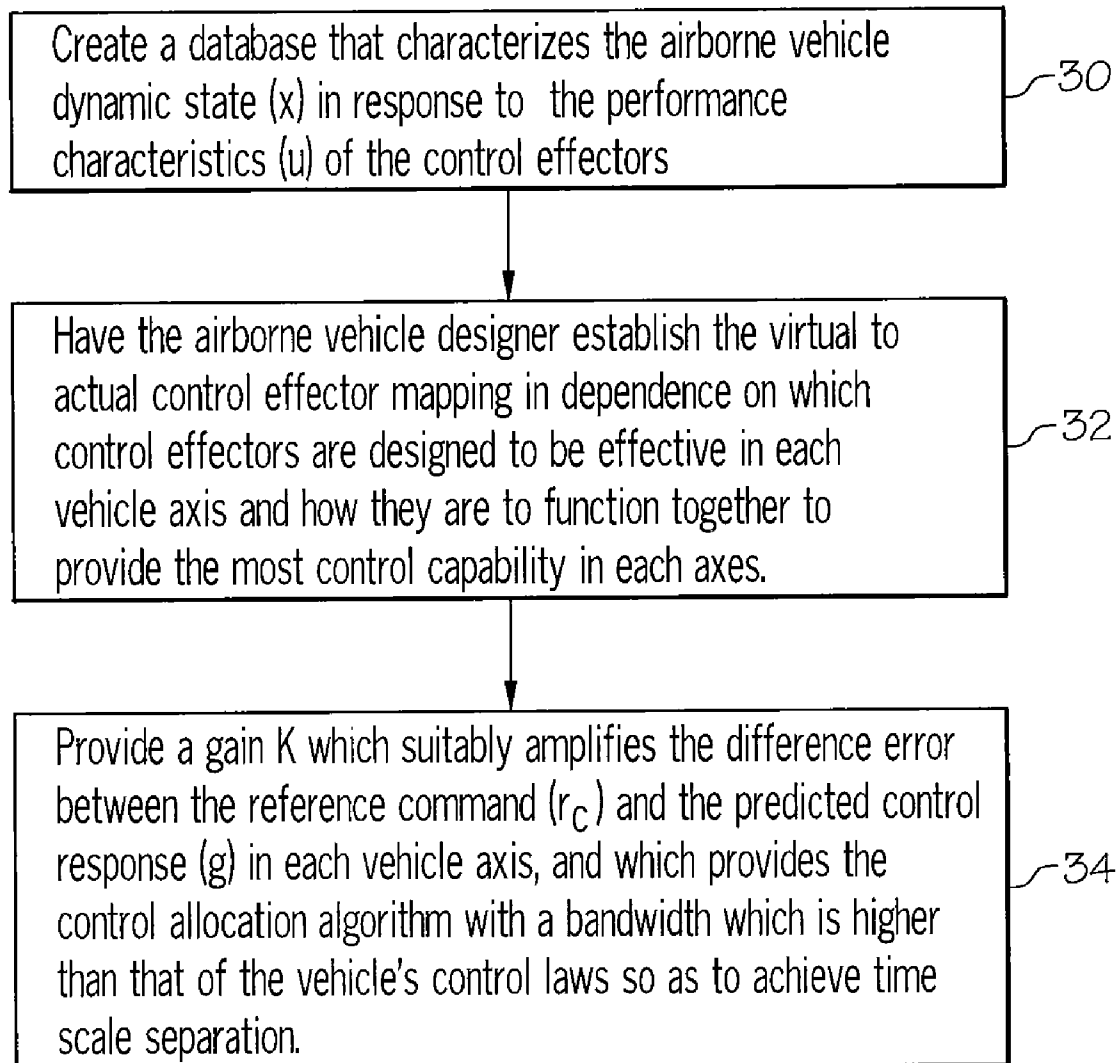 Create a database that characterizes the airborne vehicle
dynamic state (x) in response to the performance
characteristics (u) of the control effectors
30
Have the airborne vehicle designer establish the virtual to
actual control effector mapping in dependence on which
control effectors are designed to be effective in each
vehicle axis and how they are to function together to
provide the most control capability in each axes.
32
Provide a gain K which suitably amplifies the difference error
between the reference command (r_c) and the predicted control
response (g) in each vehicle axis, and which provides the
control allocation algorithm with a bandwidth which is higher
than that of the vehicle's control laws so as to achieve time
scale separation.
34